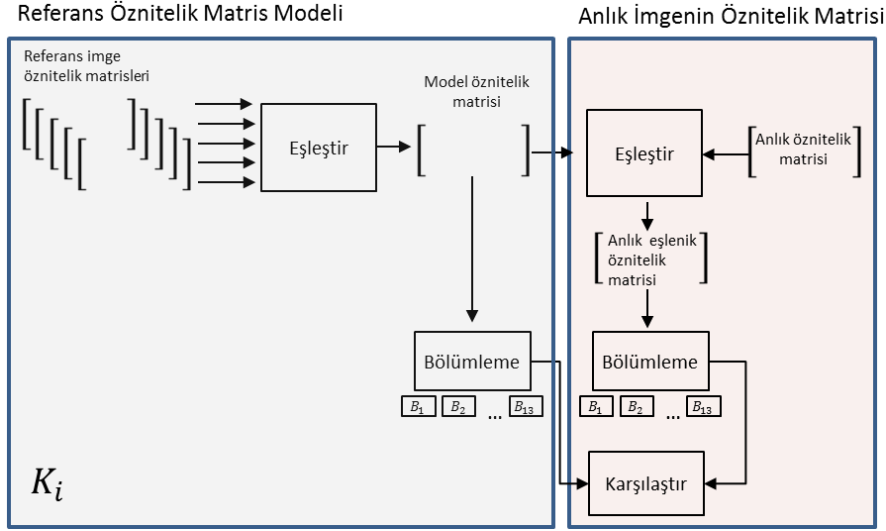 Referans Öznitelik Matris Modeli
Anlık İmgenin Öznitelik Matrisi
Referans imge
öznitelik matrisleri
Eşleştir
Model öznitelik
matrisi
Eşleştir
Anlık öznitelik
matrisi
Anlık eşlenik
öznitelik
matrisi
Bölümleme
Bölümleme
B₁ B₂ ... B₁₃
B₁ B₂ ... B₁₃
Karşılaştır
Kᵢ